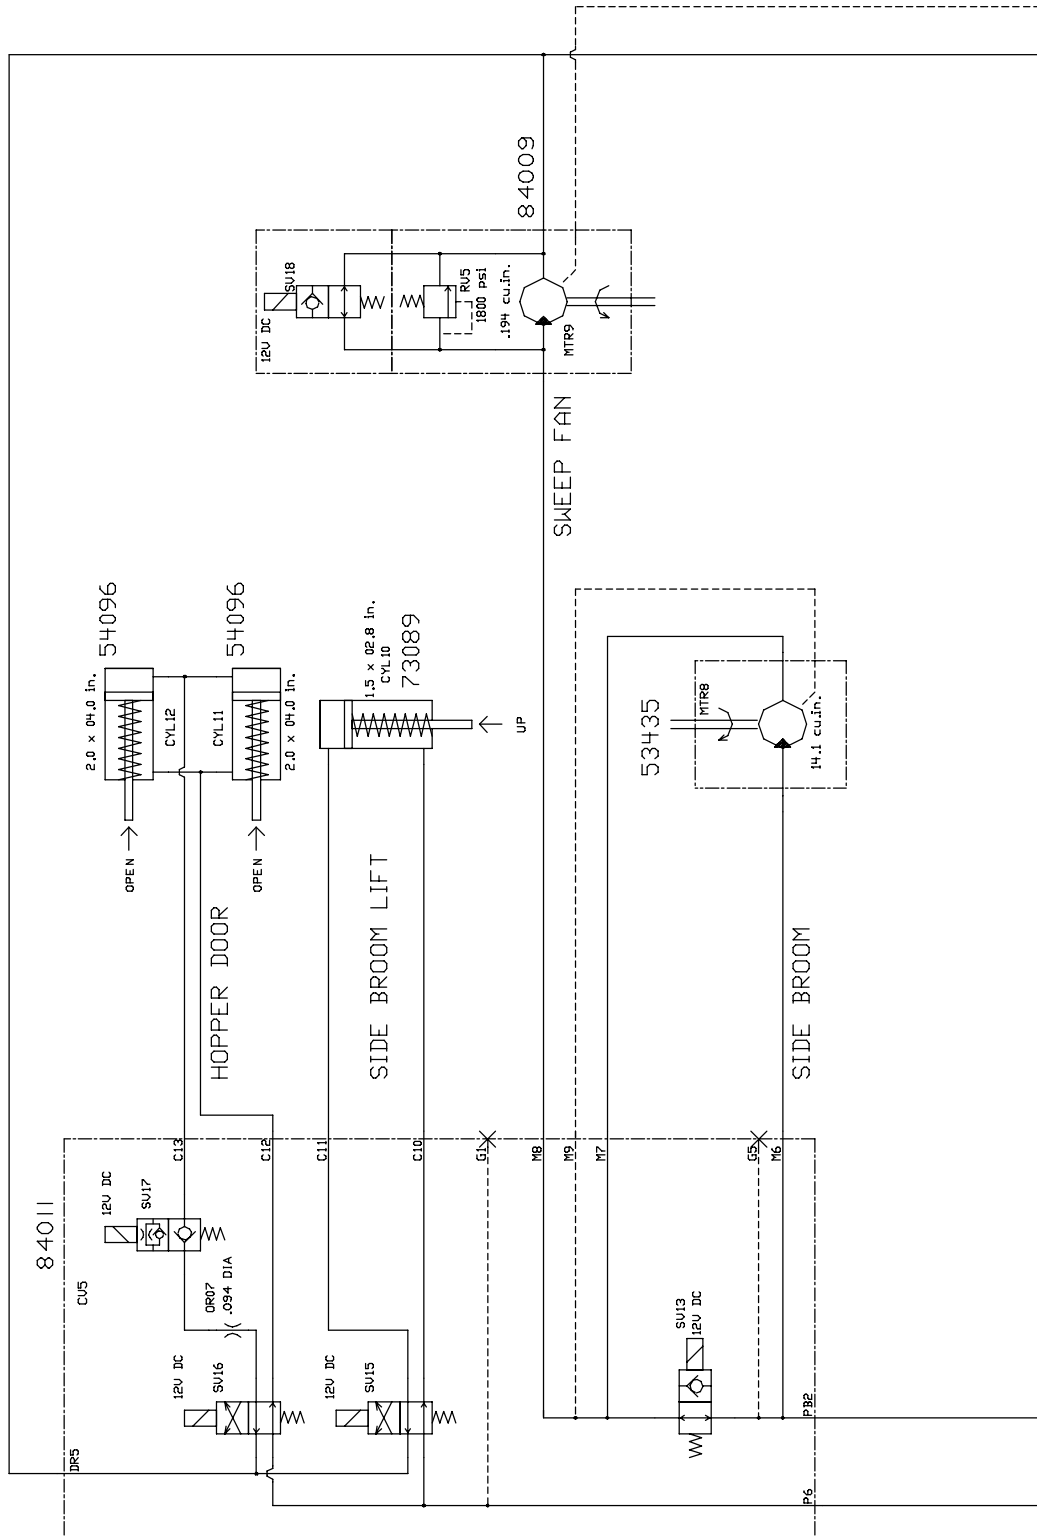 84009
SV18
12V DC
RV5
1800 psi
.194 cu.in.
MTR9
SWEEP FAN
54096
54096
2.0 x 04.0 in.
CYL12
CYL11
2.0 x 04.0 in.
1.5 x 02.8 in.
CYL10
73089
UP
OPEN
OPEN
53435
MTR8
14.1 cu.in.
HOPPER DOOR
SIDE BROOM LIFT
SIDE BROOM
84011
CV5
12V DC
SV17
C13
C12
C11
C10
G1
M8
M9
M7
G5
M6
OR07
.094 DIA
12V DC
SV16
12V DC
SV15
SV13
12V DC
DR5
PB2
P6